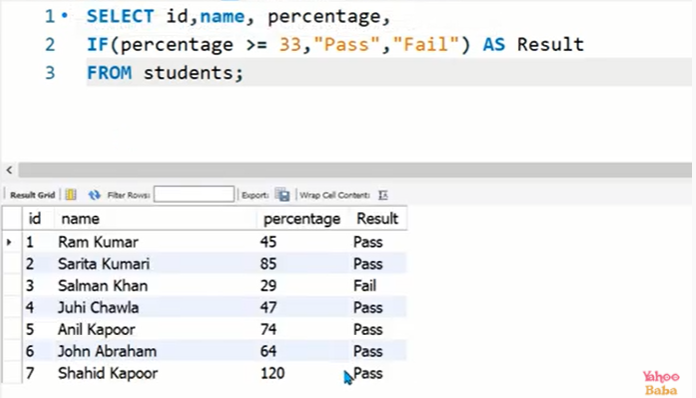 1 SELECT id,name, percentage,
2 IF(percentage >= 33,"Pass","Fail") AS Result
3 FROM students;
Result Grid Filter Rows: Export: Wrap Cell Content:
id name percentage Result
1 Ram Kumar 45 Pass
2 Sarita Kumari 85 Pass
3 Salman Khan 29 Fail
4 Juhi Chawla 47 Pass
5 Anil Kapoor 74 Pass
6 John Abraham 64 Pass
7 Shahid Kapoor 120 Pass
Yahoo
Baba